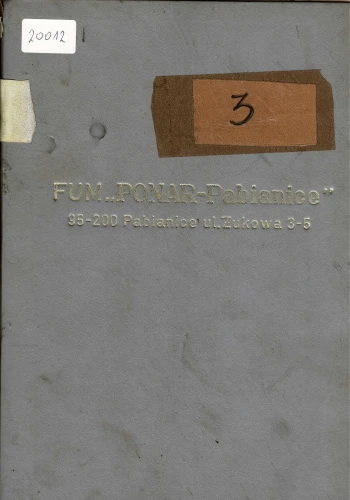 20012
3
FUM „PONAR-Pabianice”
95-200 Pabianice ul. Żukowa 3-5